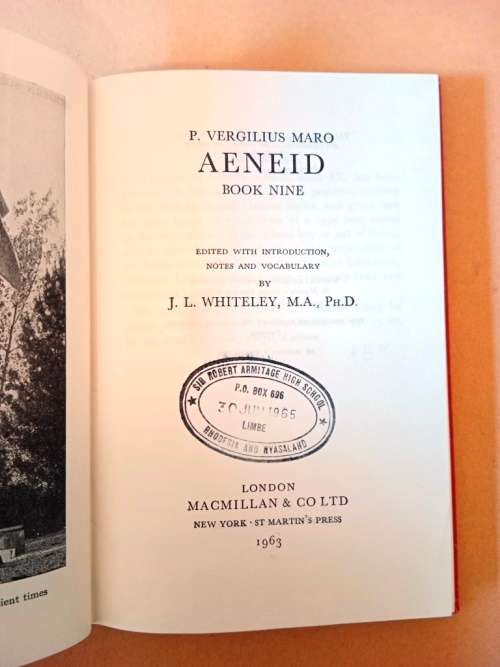 P. VERGILIUS MARO
AENEID
BOOK NINE
EDITED WITH INTRODUCTION,
NOTES AND VOCABULARY
BY
J. L. WHITELEY, M.A., PH.D.
★ SIR ROBERT ARMITAGE HIGH SCHOOL ★
P.O. BOX 696
30 JUN 1965
LIMBE
RHODESIA AND NYASALAND
LONDON
MACMILLAN & CO LTD
NEW YORK · ST MARTIN'S PRESS
1963
ient times